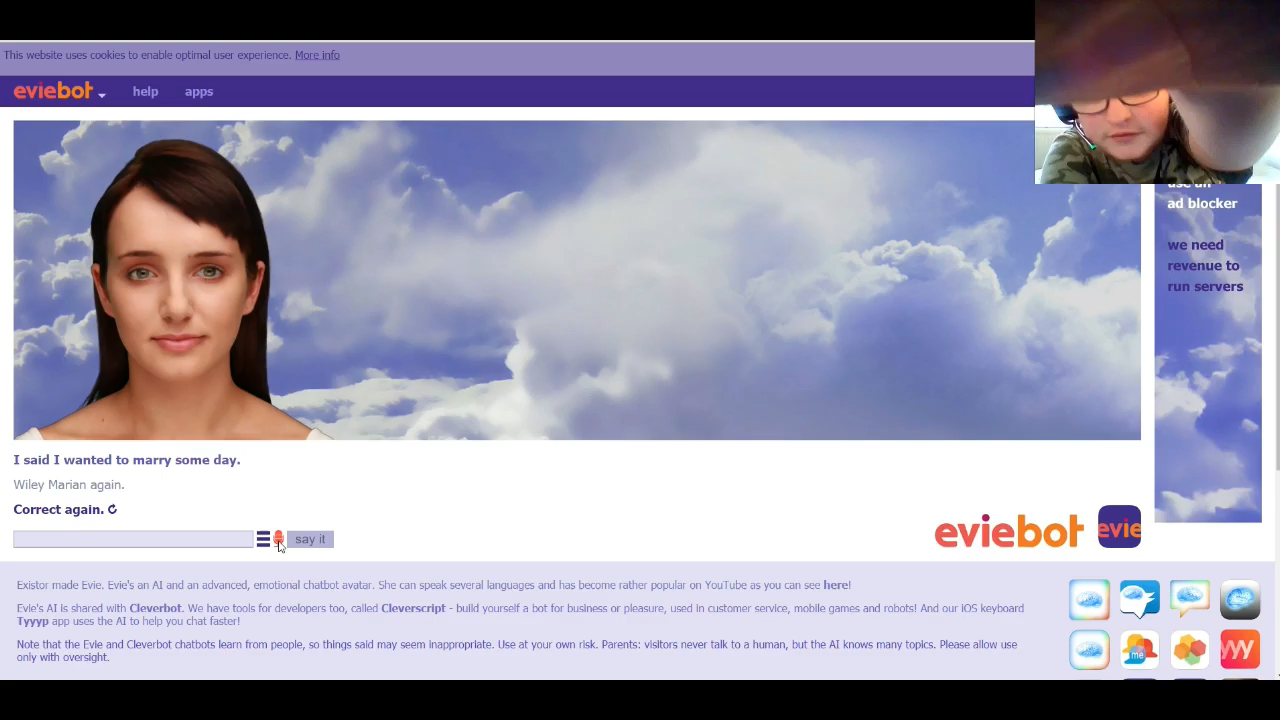 This website uses cookies to enable optimal user experience. More info
eviebot help apps
ad blocker
we need
revenue to
run servers
I said I wanted to marry some day.
Wiley Marian again.
Correct again.
say it
eviebot evie
Existor made Evie. Evie's an AI and an advanced, emotional chatbot avatar. She can speak several languages and has become rather popular on YouTube as you can see here!
Evie's AI is shared with Cleverbot. We have tools for developers too, called Cleverscript - build yourself a bot for business or pleasure, used in customer service, mobile games and robots! And our iOS keyboard
Tyyyp app uses the AI to help you chat faster!
Note that the Evie and Cleverbot chatbots learn from people, so things said may seem inappropriate. Use at your own risk. Parents: visitors never talk to a human, but the AI knows many topics. Please allow use
only with oversight.
me
yyy